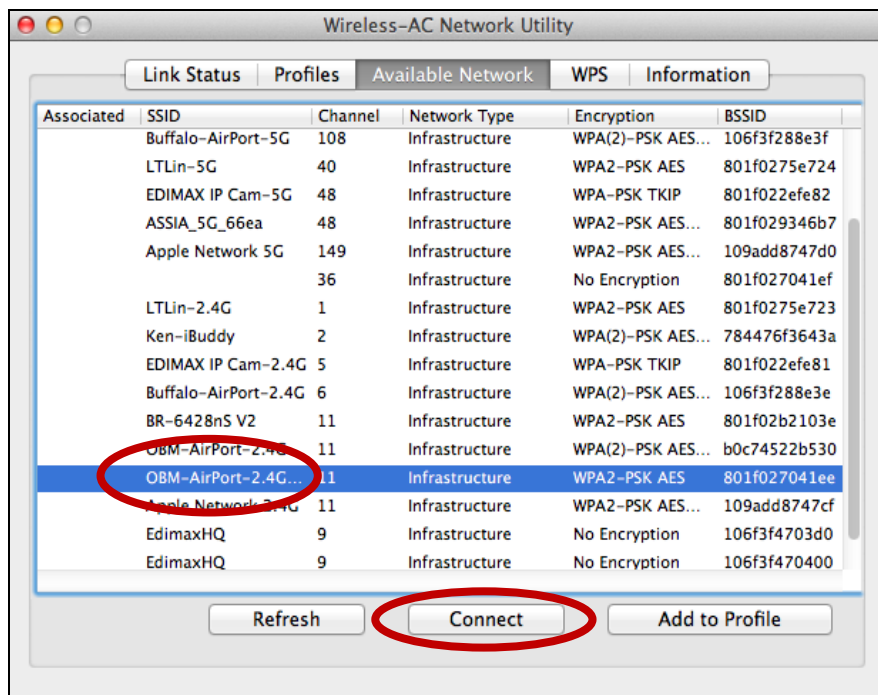 Wireless-AC Network Utility
Link Status Profiles Available Network WPS Information
Associated SSID Channel Network Type Encryption BSSID
Buffalo-AirPort-5G 108 Infrastructure WPA(2)-PSK AES... 106f3f288e3f
LTLin-5G 40 Infrastructure WPA2-PSK AES 801f0275e724
EDIMAX IP Cam-5G 48 Infrastructure WPA-PSK TKIP 801f022efe82
ASSIA_5G_66ea 48 Infrastructure WPA2-PSK AES... 801f029346b7
Apple Network 5G 149 Infrastructure WPA2-PSK AES... 109add8747d0
36 Infrastructure No Encryption 801f027041ef
LTLin-2.4G 1 Infrastructure WPA2-PSK AES 801f0275e723
Ken-iBuddy 2 Infrastructure WPA(2)-PSK AES... 784476f3643a
EDIMAX IP Cam-2.4G 5 Infrastructure WPA-PSK TKIP 801f022efe81
Buffalo-AirPort-2.4G 6 Infrastructure WPA(2)-PSK AES... 106f3f288e3e
BR-6428nS V2 11 Infrastructure WPA2-PSK AES 801f02b2103e
OBM-AirPort-2.4G 11 Infrastructure WPA(2)-PSK AES... b0c74522b530
OBM-AirPort-2.4G... 11 Infrastructure WPA2-PSK AES 801f027041ee
Apple Network 2.4G 11 Infrastructure WPA2-PSK AES... 109add8747cf
EdimaxHQ 9 Infrastructure No Encryption 106f3f4703d0
EdimaxHQ 9 Infrastructure No Encryption 106f3f470400
Refresh Connect Add to Profile